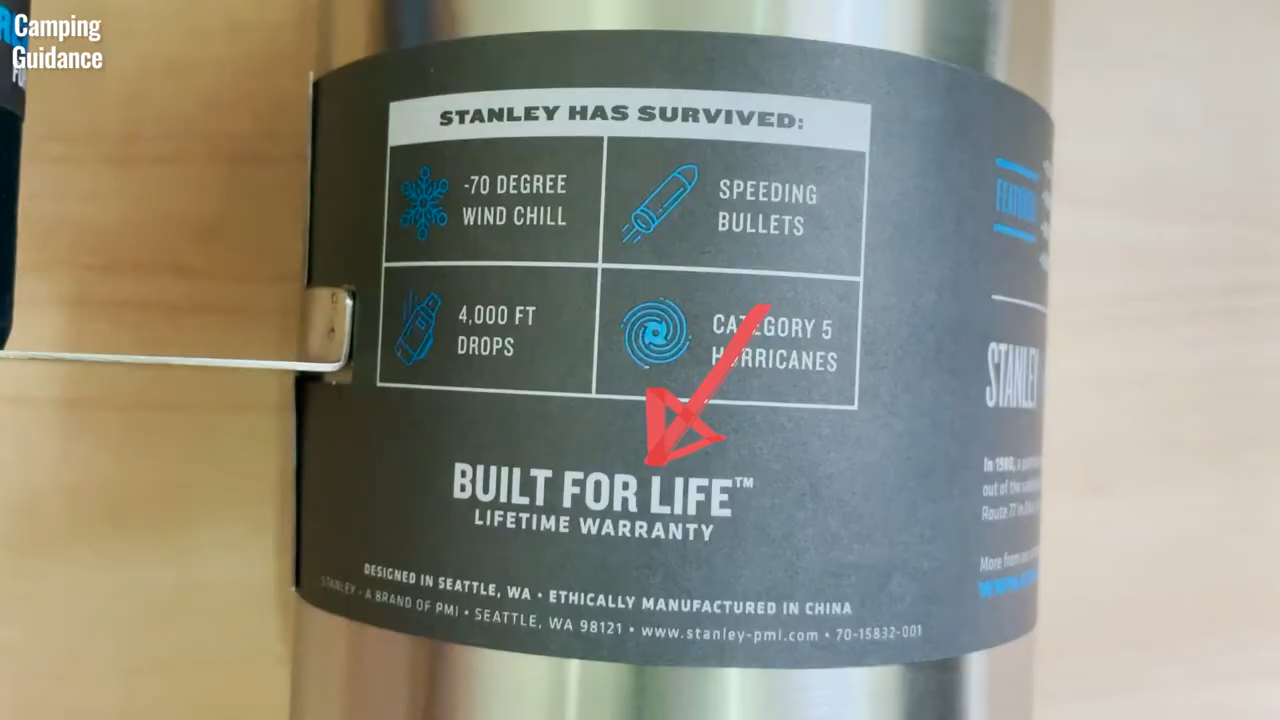 Camping
Guidance
STANLEY HAS SURVIVED:
-70 DEGREE
WIND CHILL
SPEEDING
BULLETS
4,000 FT
DROPS
CATEGORY 5
HURRICANES
BUILT FOR LIFE™
LIFETIME WARRANTY
DESIGNED IN SEATTLE, WA • ETHICALLY MANUFACTURED IN CHINA
STANLEY - A BRAND OF PMI • SEATTLE, WA 98121 • www.stanley-pmi.com • 70-15832-001
STANLEY
In
out of the
Route 77 in
More from